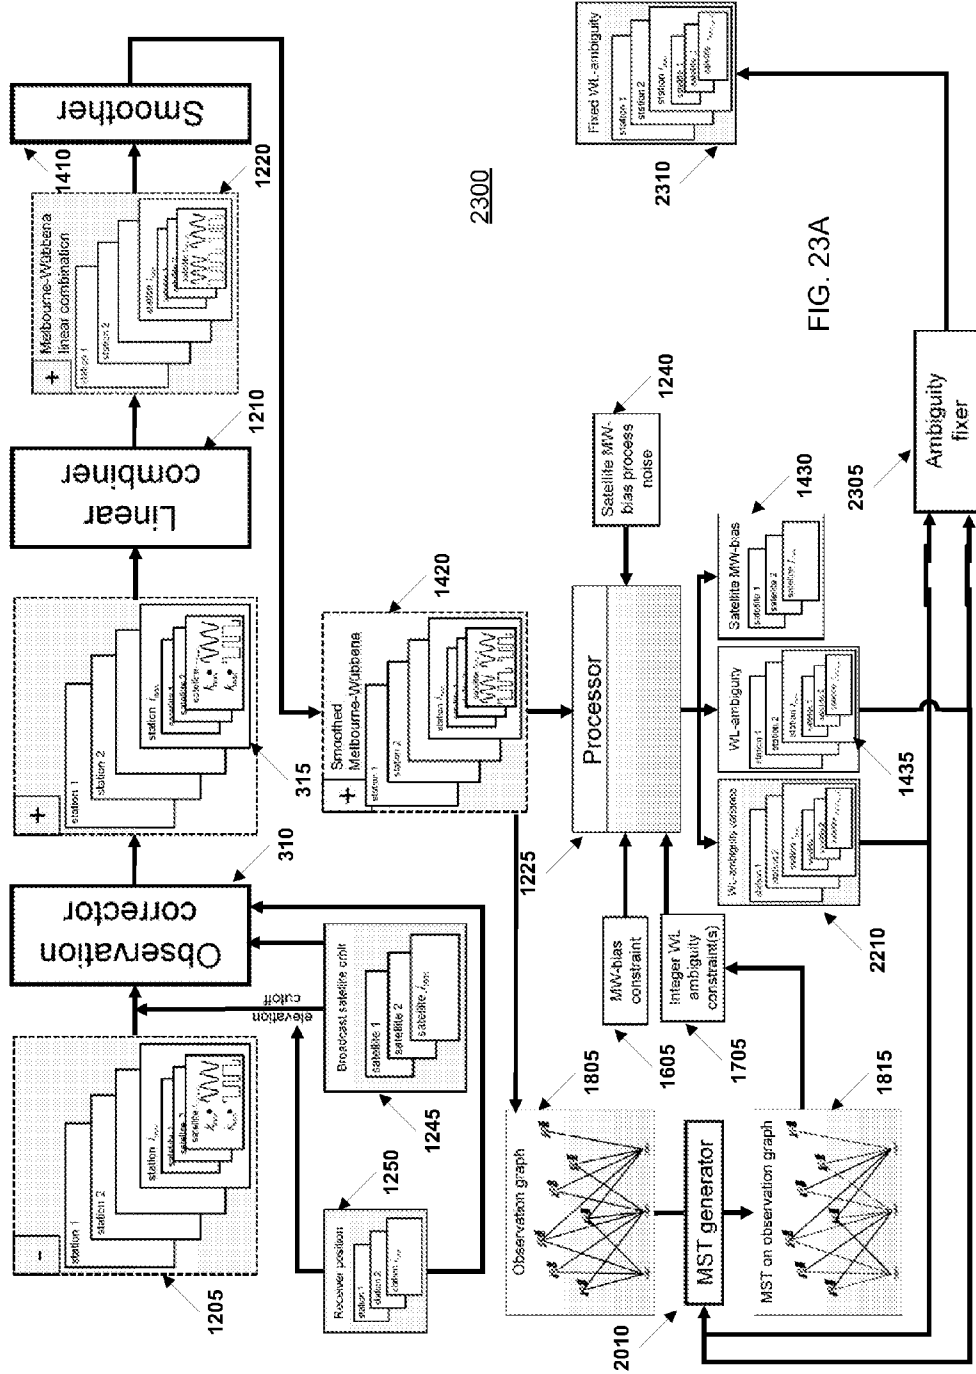 -
station 1
station 2
1205
Observation
corrector
310
+
station 1
station 2
315
Linear
combiner
1210
+
Melbourne-Wübbena
linear combination
station 1
station 2
1220
Smoother
1410
elevation
cutoff
Receiver position
station 1
station 2
1250
Broadcast satellite orbit
satellite 1
satellite 2
1245
+
Smoothed
Melbourne-Wübbena
station 1
station 2
1420
2300
Observation graph
1805
MST generator
2010
MST on observation graph
1815
MW-bias
constraint
1605
Integer WL
ambiguity
constraint(s)
1705
Processor
1225
Satellite MW-
bias process
noise
1240
WL-ambiguity variance
station 1
station 2
2210
WL-ambiguity
station 1
station 2
1435
Satellite MW-bias
satellite 1
satellite 2
1430
Ambiguity
fixer
2305
Fixed WL-ambiguity
station 1
station 2
2310
FIG. 23A